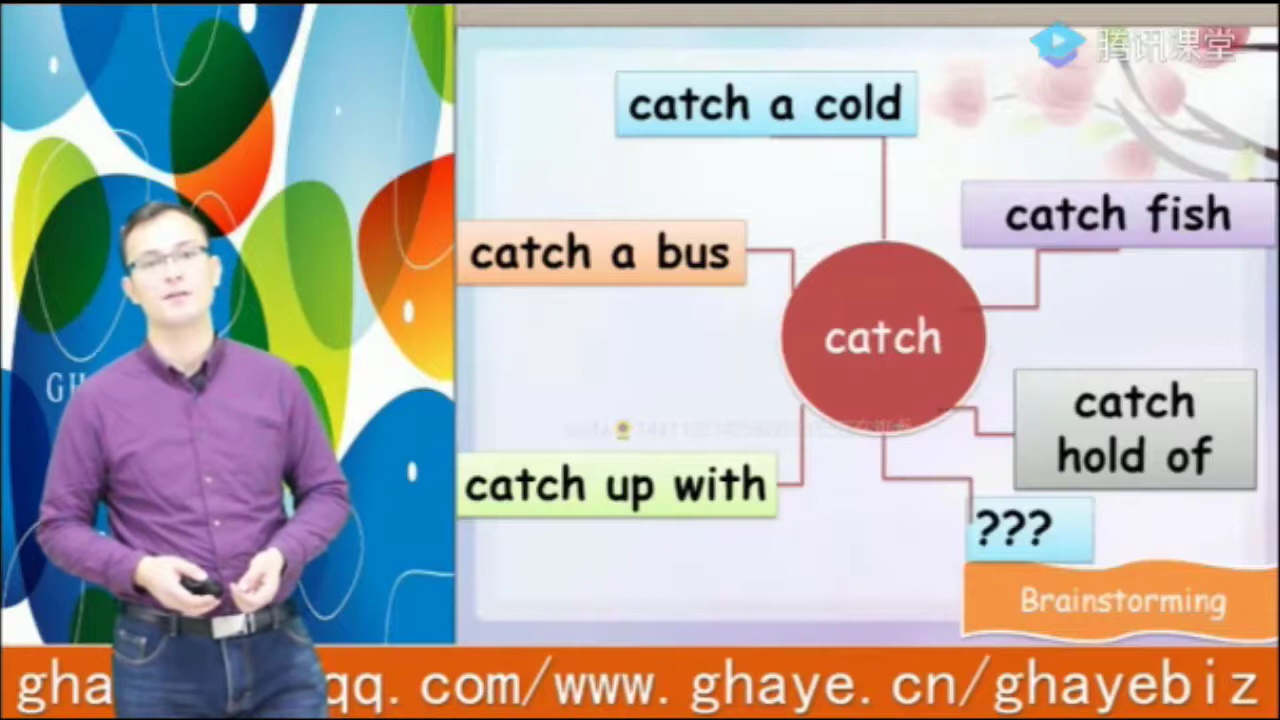 腾讯课堂
catch a cold
catch fish
catch a bus
catch
catch
hold of
GH
catch up with
???
Brainstorming
gha qq. com/www. ghaye. cn/ghayebiz